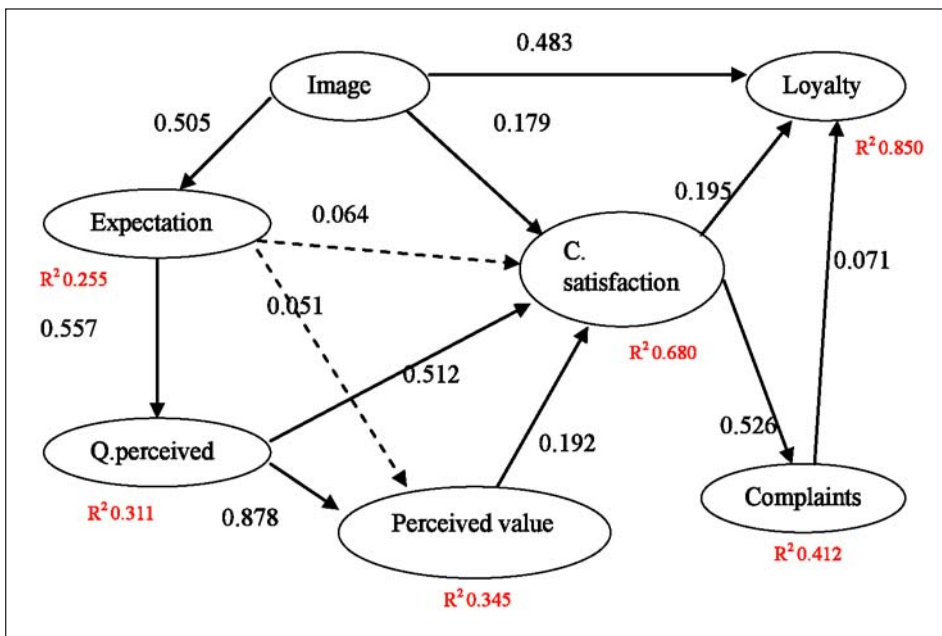 0.483
Image
Loyalty
0.505
0.179
R² 0.850
Expectation
0.064
0.195
C.
satisfaction
R² 0.255
0.051
0.071
0.557
R² 0.680
0.512
0.526
Q.perceived
0.192
Complaints
R² 0.311
0.878
Perceived value
R² 0.412
R² 0.345